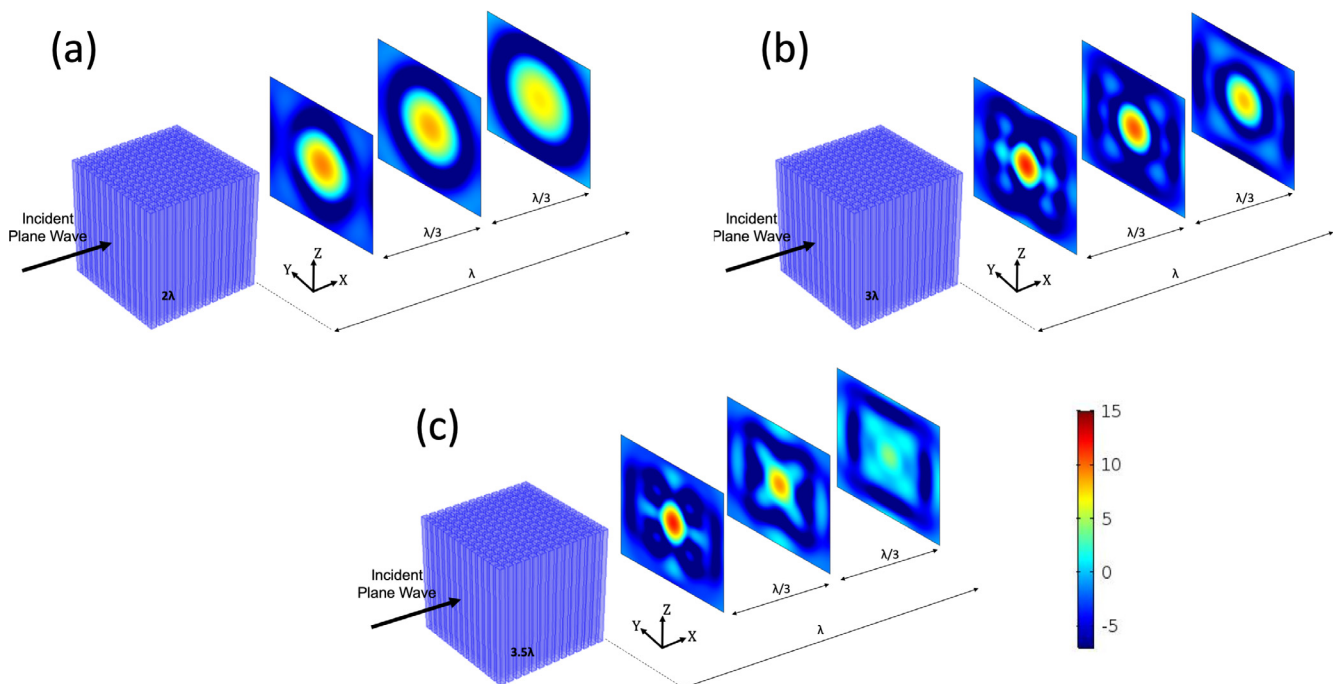 (a)
Incident
Plane Wave
2λ
Y
Z
X
λ/3
λ/3
λ
(b)
Incident
Plane Wave
3λ
Y
Z
X
λ/3
λ/3
λ
(c)
Incident
Plane Wave
3.5λ
Y
Z
X
λ/3
λ/3
λ
15
10
5
0
-5